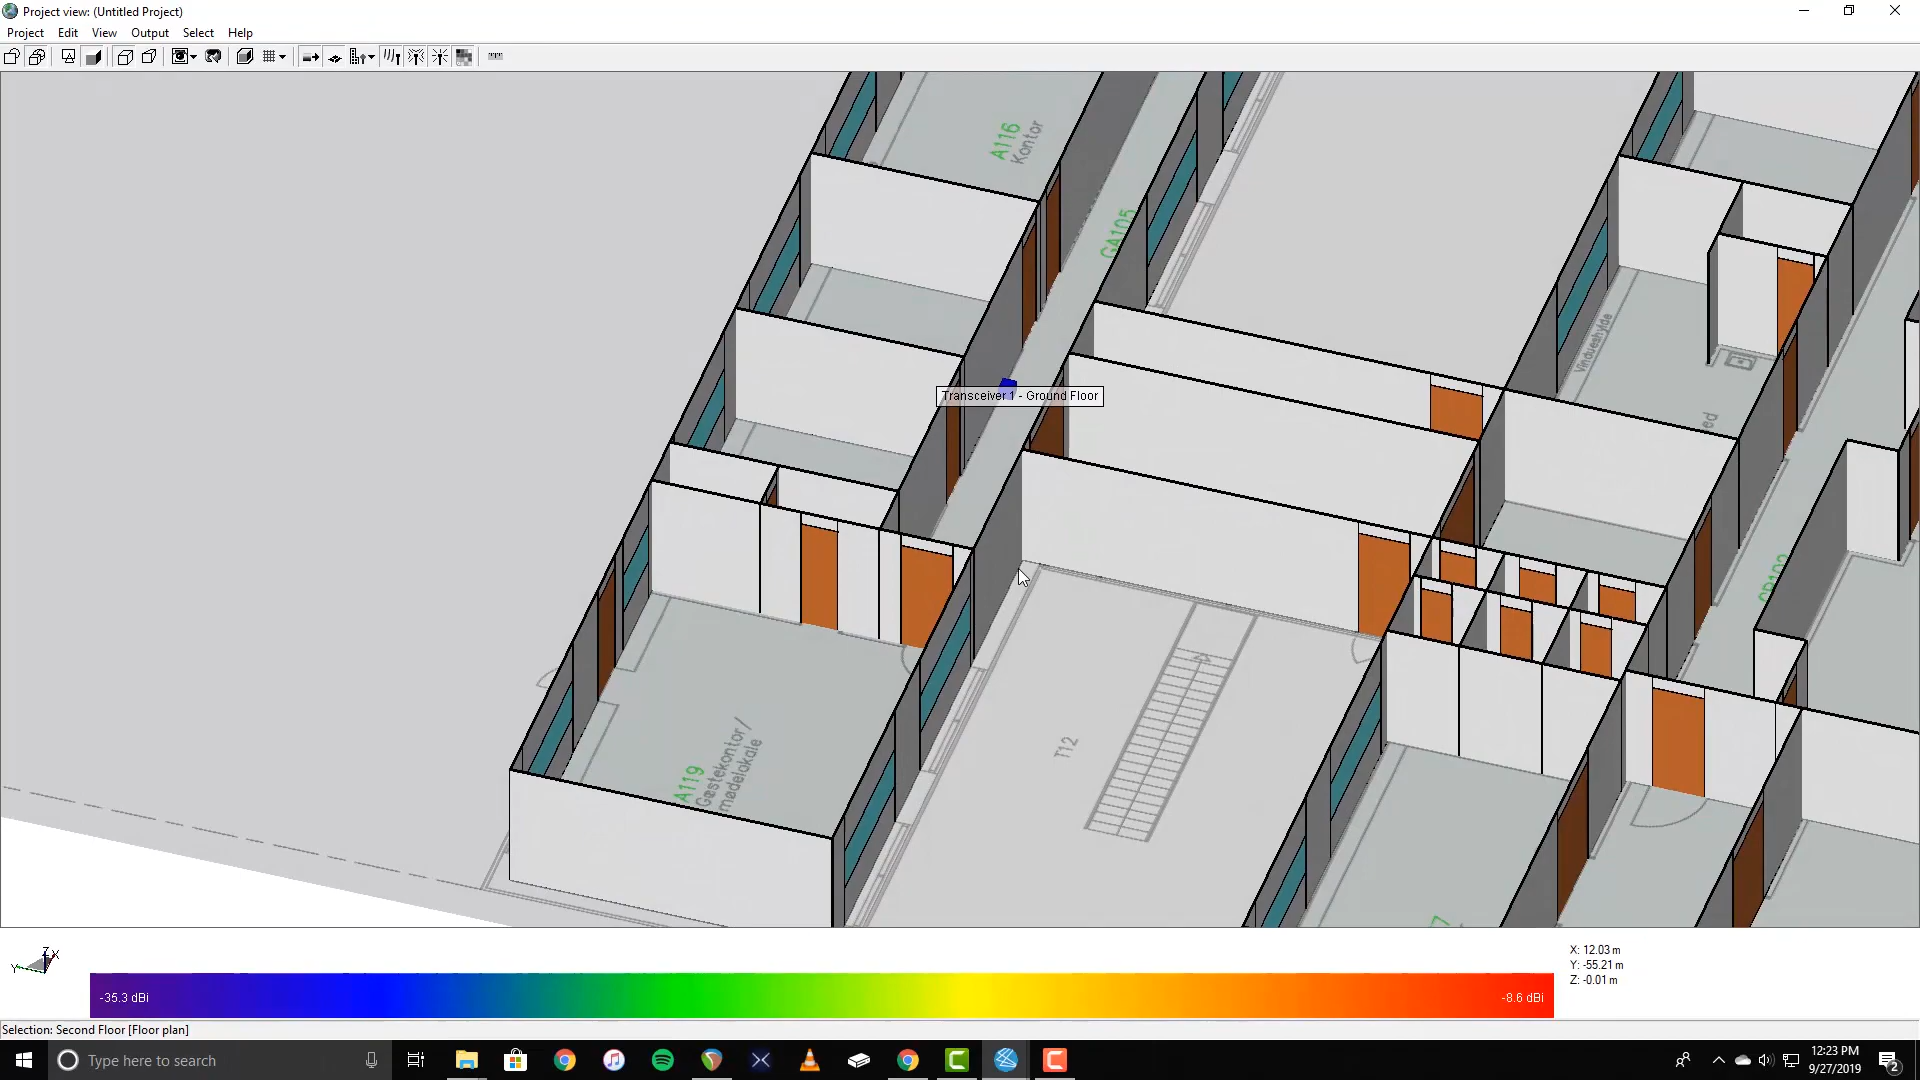 Project view: (Untitled Project)
Project Edit View Output Select Help
A116
Kontor
GA105
Vindueshylde
Transceiver 1 - Ground Floor
T12
A119
Gæstekontor/
mødelokale
X: 12.03 m
Y: -55.21 m
Z: -0.01 m
Z
X
Y
-35.3 dBi
-8.6 dBi
Selection: Second Floor [Floor plan]
Type here to search
12:23 PM
9/27/2019
2